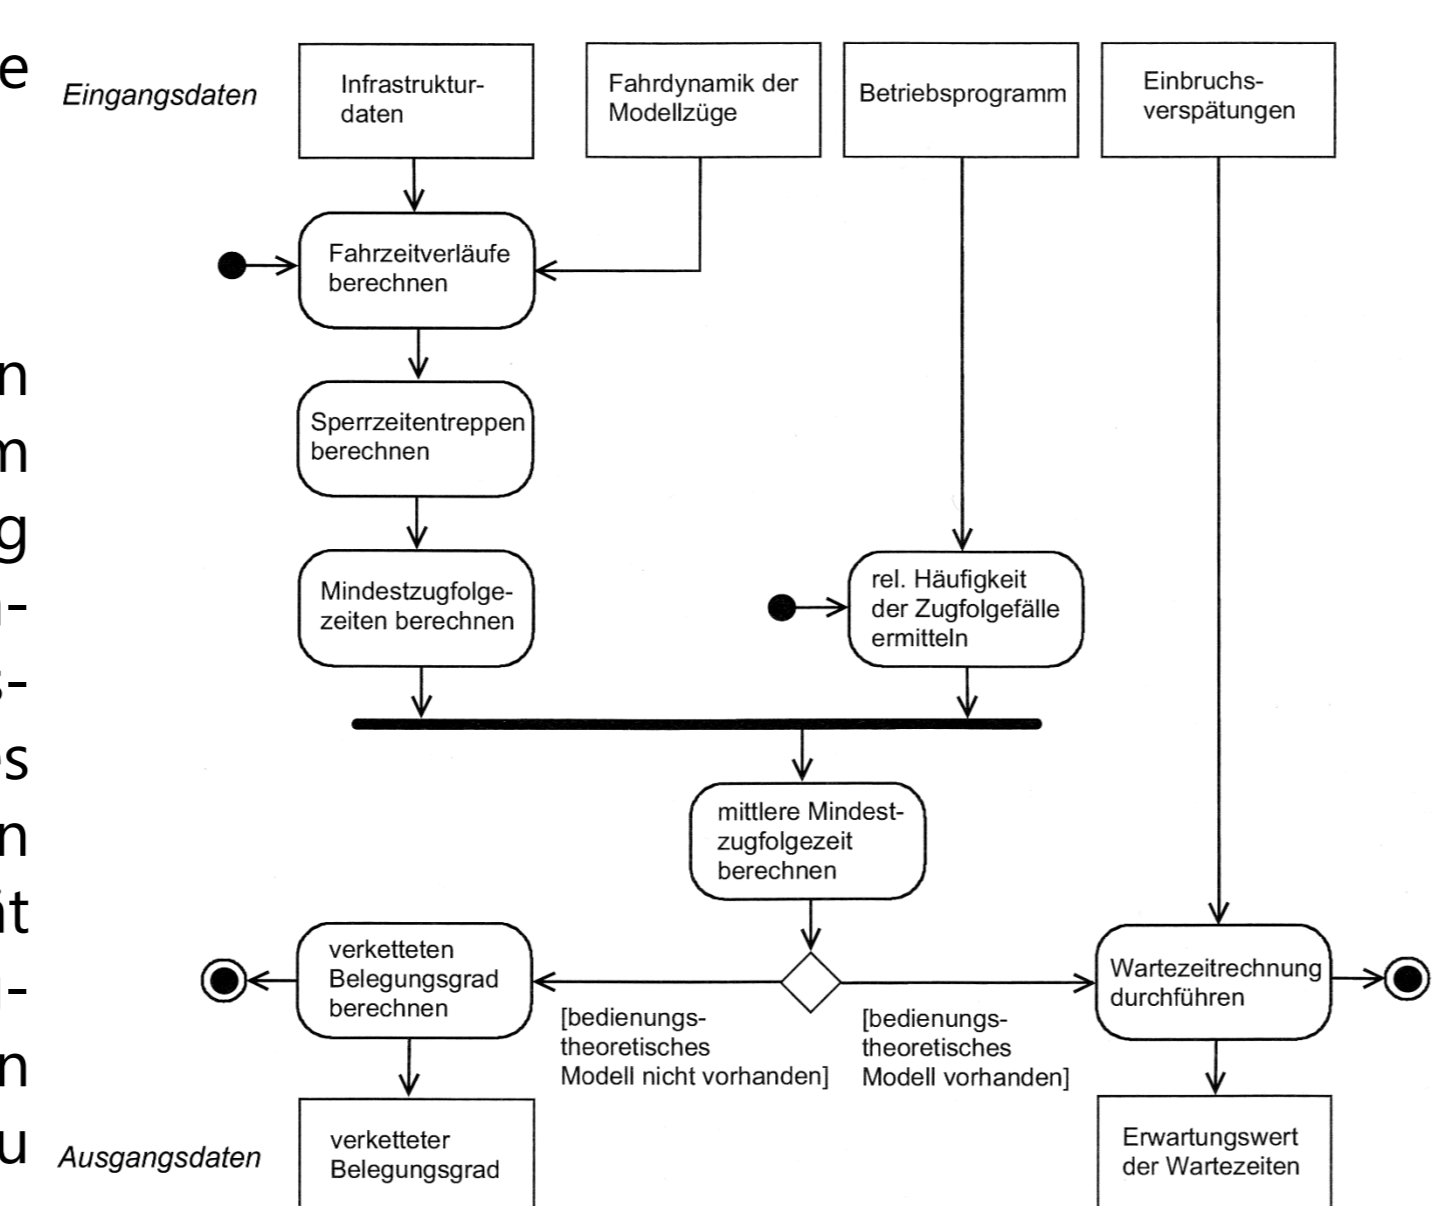 Eingangsdaten
Infrastruktur-
daten
Fahrdynamik der
Modellzüge
Betriebsprogramm
Einbruchs-
verspätungen
Fahrzeitverläufe
berechnen
Sperrzeitentreppen
berechnen
Mindestzugfolge-
zeiten berechnen
rel. Häufigkeit
der Zugfolgefälle
ermitteln
mittlere Mindest-
zugfolgezeit
berechnen
verketteten
Belegungsgrad
berechnen
[bedienungs-
theoretisches
Modell nicht vorhanden]
[bedienungs-
theoretisches
Modell vorhanden]
Wartezeitrechnung
durchführen
Ausgangsdaten
verketteter
Belegungsgrad
Erwartungswert
der Wartezeiten